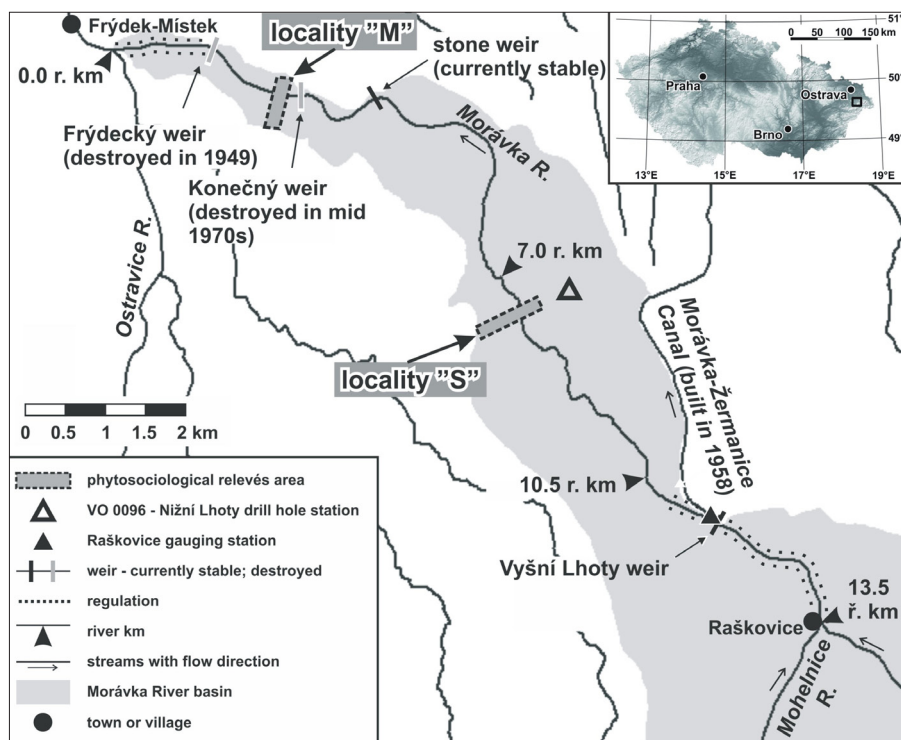 Frýdek-Místek
0.0 r. km
locality ”M”
stone weir
(currently stable)
Frýdecký weir
(destroyed in 1949)
Konečný weir
(destroyed in mid
1970s)
Morávka R.
Ostravice R.
7.0 r. km
locality ”S”
Morávka-Žermanice
Canal (built in 1958)
10.5 r. km
Vyšní Lhoty weir
13.5
ř. km
Raškovice
Mohelnice
R.
0 0.5 1 1.5 2 km
phytosociological relevés area
VO 0096 - Nižní Lhoty drill hole station
Raškovice gauging station
weir - currently stable; destroyed
regulation
river km
streams with flow direction
Morávka River basin
town or village
0 50 100 150 km
51°
50°
49°
Praha
Ostrava
Brno
13°E 15°E 17°E 19°E